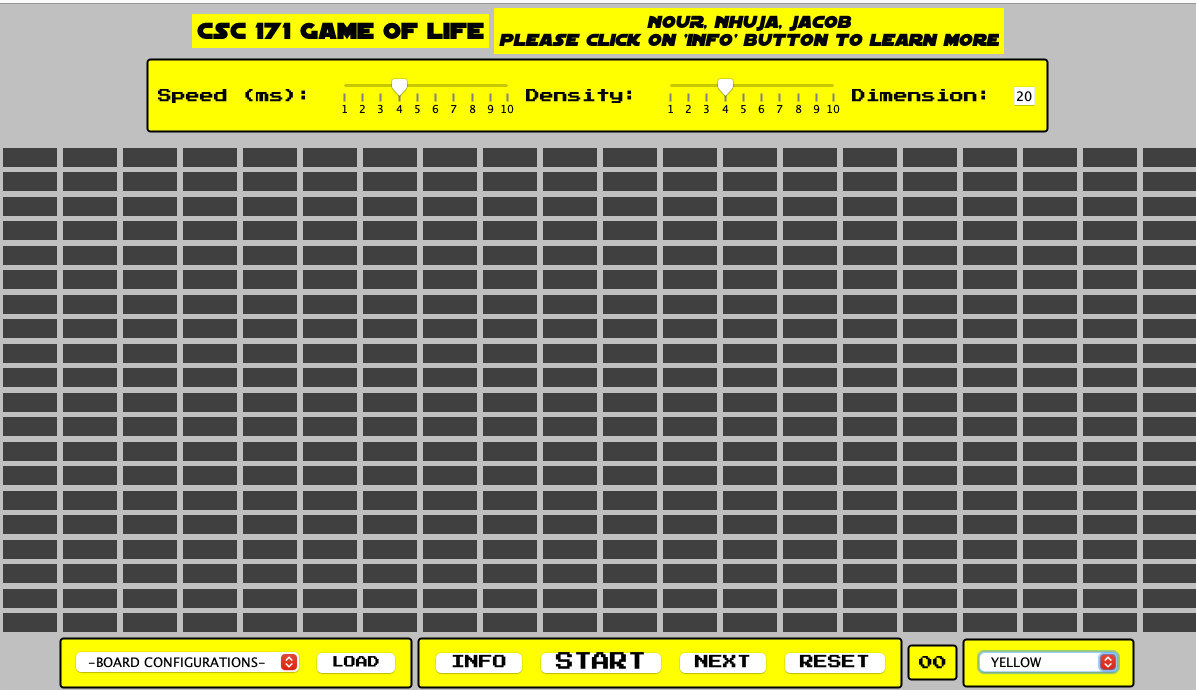 CSC 171 GAME OF LIFE
NOUR, NHUJA, JACOB
PLEASE CLICK ON 'INFO' BUTTON TO LEARN MORE
Speed (ms):
1 2 3 4 5 6 7 8 9 10
Density:
1 2 3 4 5 6 7 8 9 10
Dimension:
20
-BOARD CONFIGURATIONS-
LOAD
INFO
START
NEXT
RESET
00
YELLOW